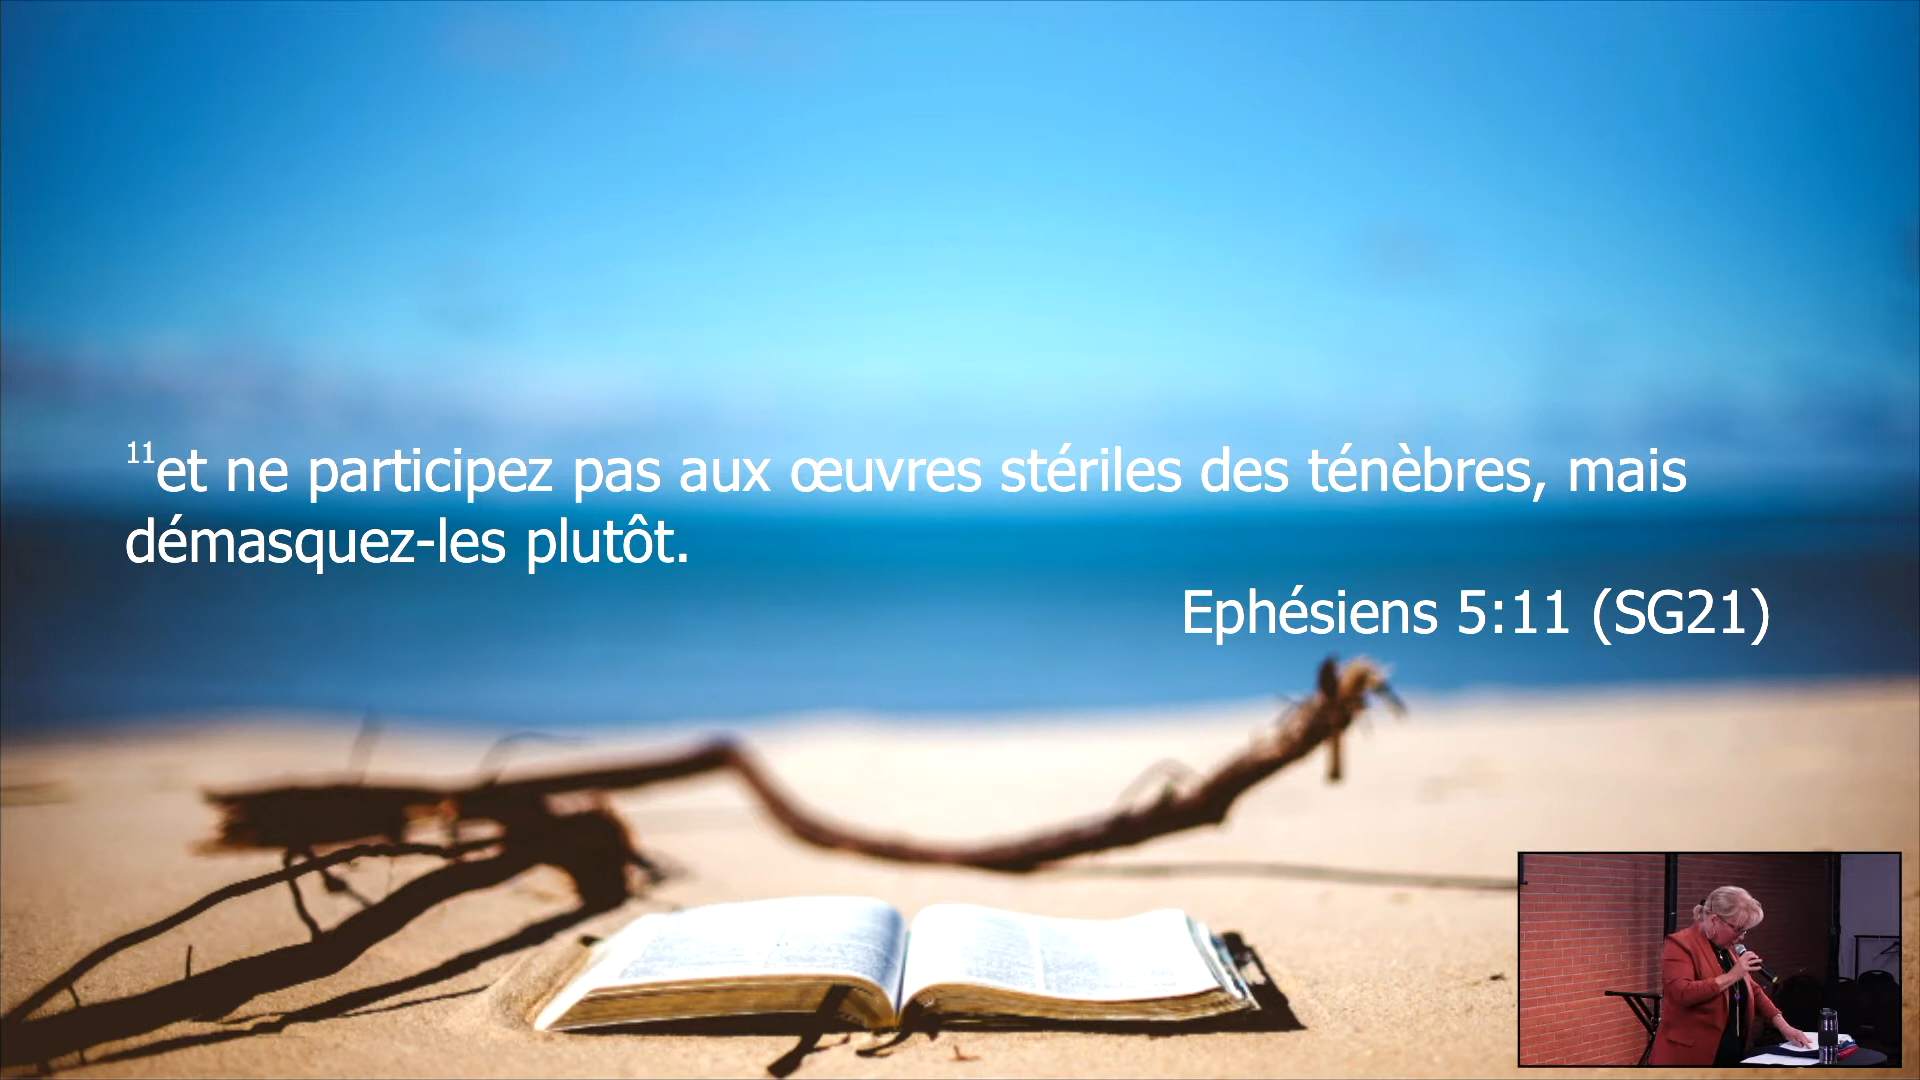 11et ne participez pas aux œuvres stériles des ténèbres, mais
démasquez-les plutôt.
Ephésiens 5:11 (SG21)